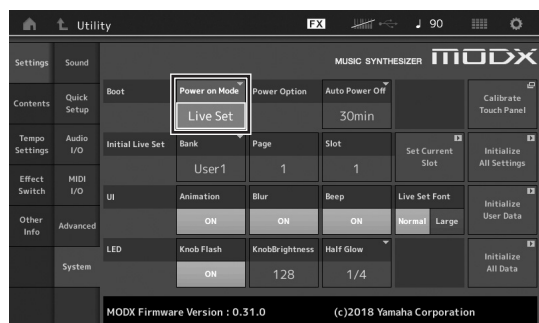 Utility FX 90
Settings Sound MUSIC SYNTHESIZER MODX
Contents Quick Setup Boot Power on Mode Live Set Power Option Auto Power Off 30min Calibrate Touch Panel
Tempo Settings Audio I/O Initial Live Set Bank User1 Page 1 Slot 1 Set Current Slot Initialize All Settings
Effect Switch MIDI I/O UI Animation ON Blur ON Beep ON Live Set Font Normal Large Initialize User Data
Other Info Advanced LED Knob Flash ON KnobBrightness 128 Half Glow 1/4 Initialize All Data
System
MODX Firmware Version : 0.31.0 (c)2018 Yamaha Corporation